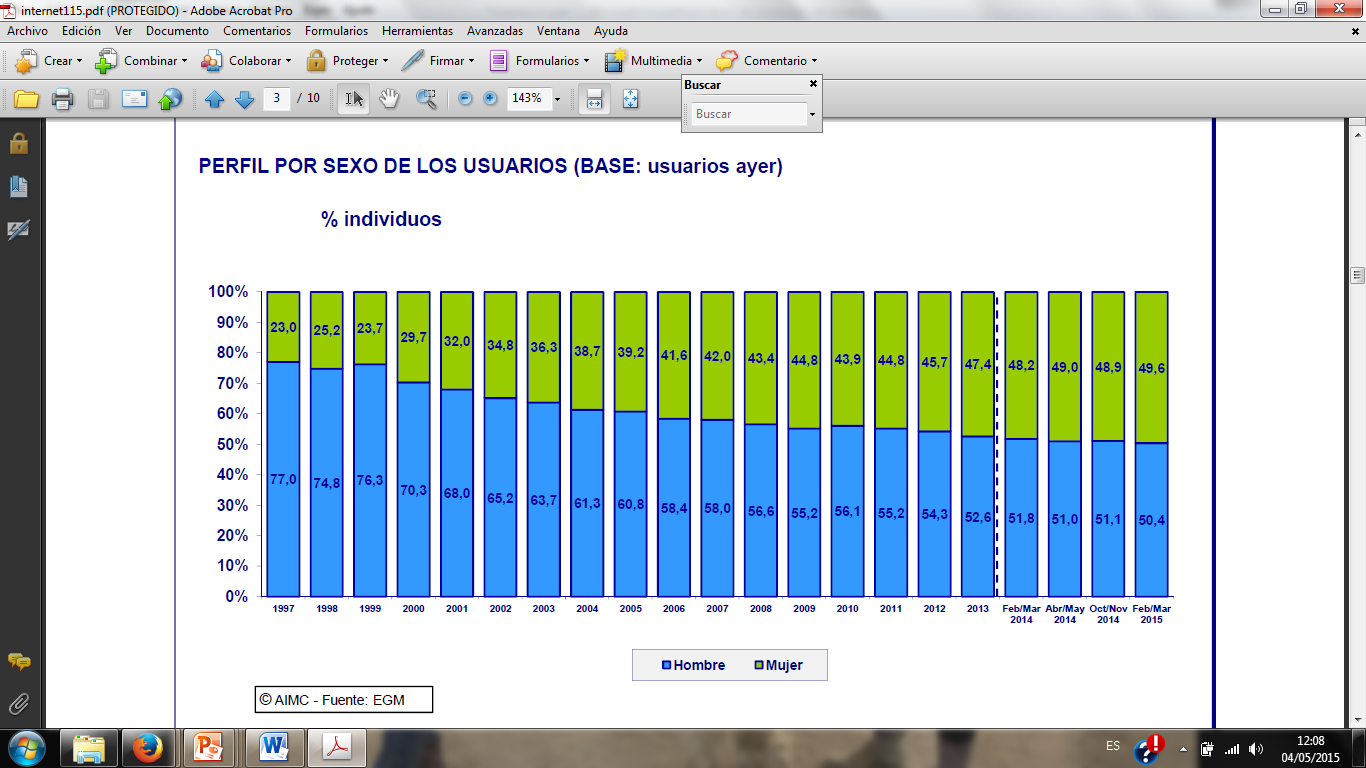 internet115.pdf (PROTEGIDO) - Adobe Acrobat Pro
Archivo Edición Ver Documento Comentarios Formularios Herramientas Avanzadas Ventana Ayuda
Crear Combinar Colaborar Proteger Firmar Formularios Multimedia Comentario
3 / 10 143%
Buscar
Buscar
PERFIL POR SEXO DE LOS USUARIOS (BASE: usuarios ayer)
% individuos
100%
90%
80%
70%
60%
50%
40%
30%
20%
10%
0%
23,0 25,2 23,7 29,7 32,0 34,8 36,3 38,7 39,2 41,6 42,0 43,4 44,8 43,9 44,8 45,7 47,4 48,2 49,0 48,9 49,6
77,0 74,8 76,3 70,3 68,0 65,2 63,7 61,3 60,8 58,4 58,0 56,6 55,2 56,1 55,2 54,3 52,6 51,8 51,0 51,1 50,4
1997 1998 1999 2000 2001 2002 2003 2004 2005 2006 2007 2008 2009 2010 2011 2012 2013 Feb/Mar Abr/May Oct/Nov Feb/Mar
2014 2014 2014 2015
Hombre Mujer
© AIMC - Fuente: EGM
ES
12:08
04/05/2015